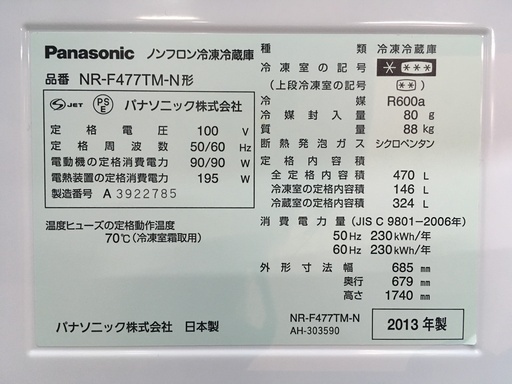 Panasonic ノンフロン冷凍冷蔵庫
品番 NR-F477TM-N形
JET PSE パナソニック株式会社
定格電圧 100 V
定格周波数 50/60 Hz
電動機の定格消費電力 90/90 W
電熱装置の定格消費電力 195 W
製造番号 A 3922785
温度ヒューズの定格動作温度
70℃(冷凍室霜取用)
パナソニック株式会社 日本製
種類 冷凍冷蔵庫
冷凍室の記号 * ***
(上段冷凍室の記号) **
冷媒 R600a
冷媒封入量 80 g
質量 88 kg
断熱発泡ガス シクロペンタン
定格内容積
全定格内容積 470 L
冷凍室の定格内容積 146 L
冷蔵室の定格内容積 324 L
消費電力量(JIS C 9801-2006年)
50Hz 230kWh/年
60Hz 230kWh/年
外形寸法 幅 685 mm
奥行 679 mm
高さ 1740 mm
NR-F477TM-N
AH-303590
2013年製